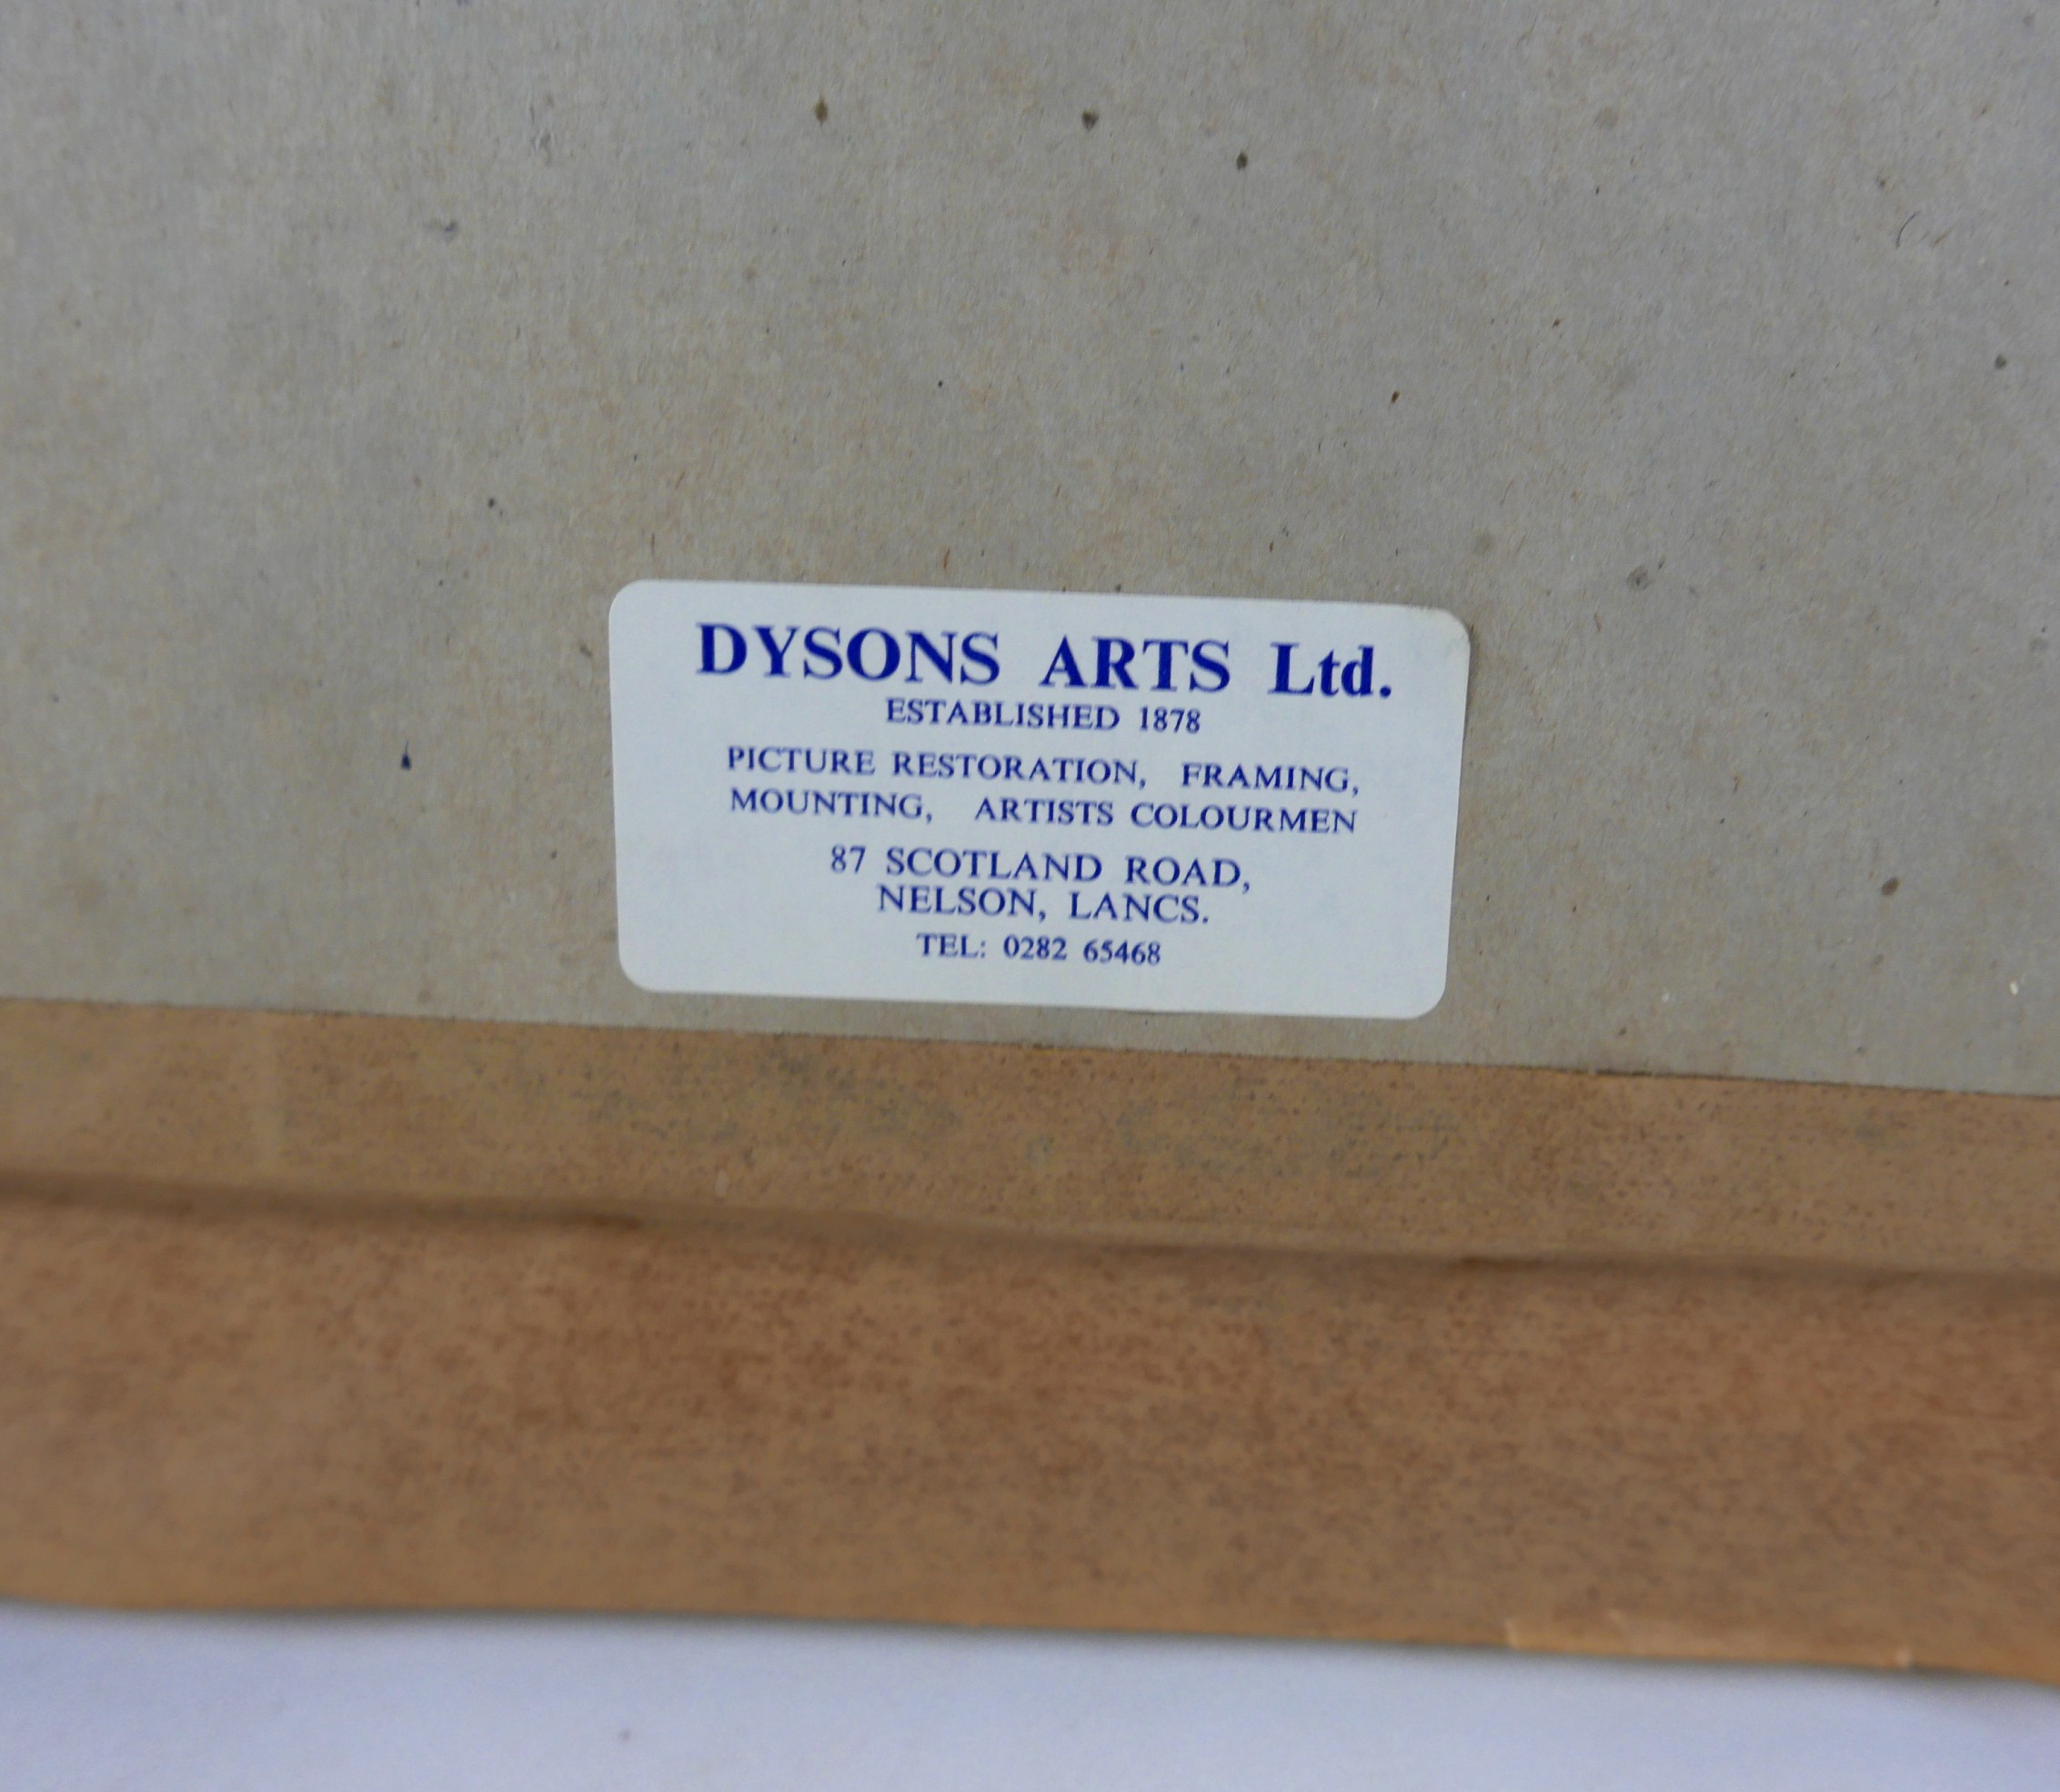 DYSONS ARTS Ltd.
ESTABLISHED 1878
PICTURE RESTORATION, FRAMING,
MOUNTING, ARTISTS COLOURMEN
87 SCOTLAND ROAD,
NELSON, LANCS.
TEL: 0282 65468